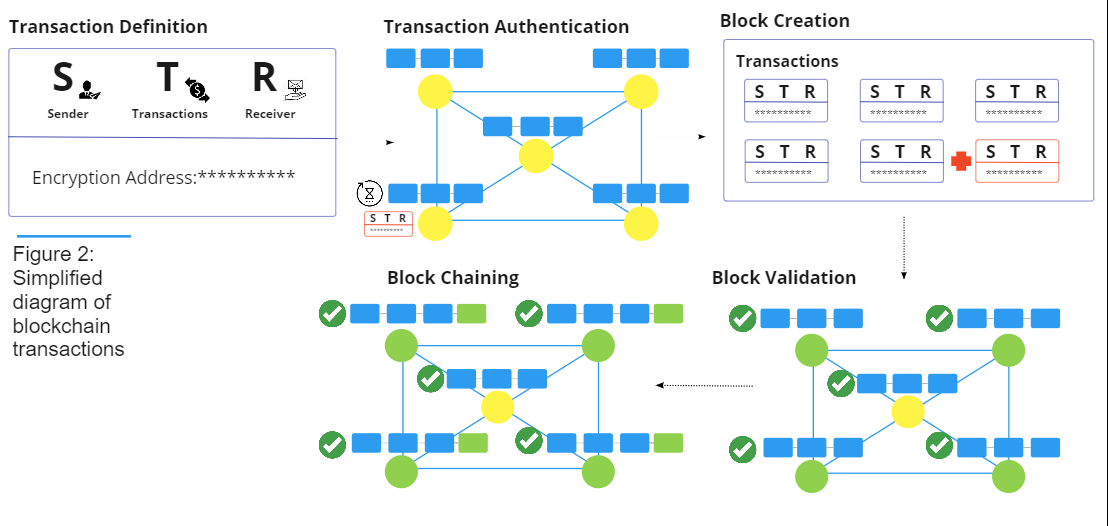 Transaction Definition
S T R
Sender Transactions Receiver
Encryption Address:**********
Figure 2:
Simplified
diagram of
blockchain
transactions
Transaction Authentication
S T R
**********
Block Creation
Transactions
S T R
**********
S T R
**********
S T R
**********
S T R
**********
S T R
**********
S T R
**********
Block Chaining
Block Validation